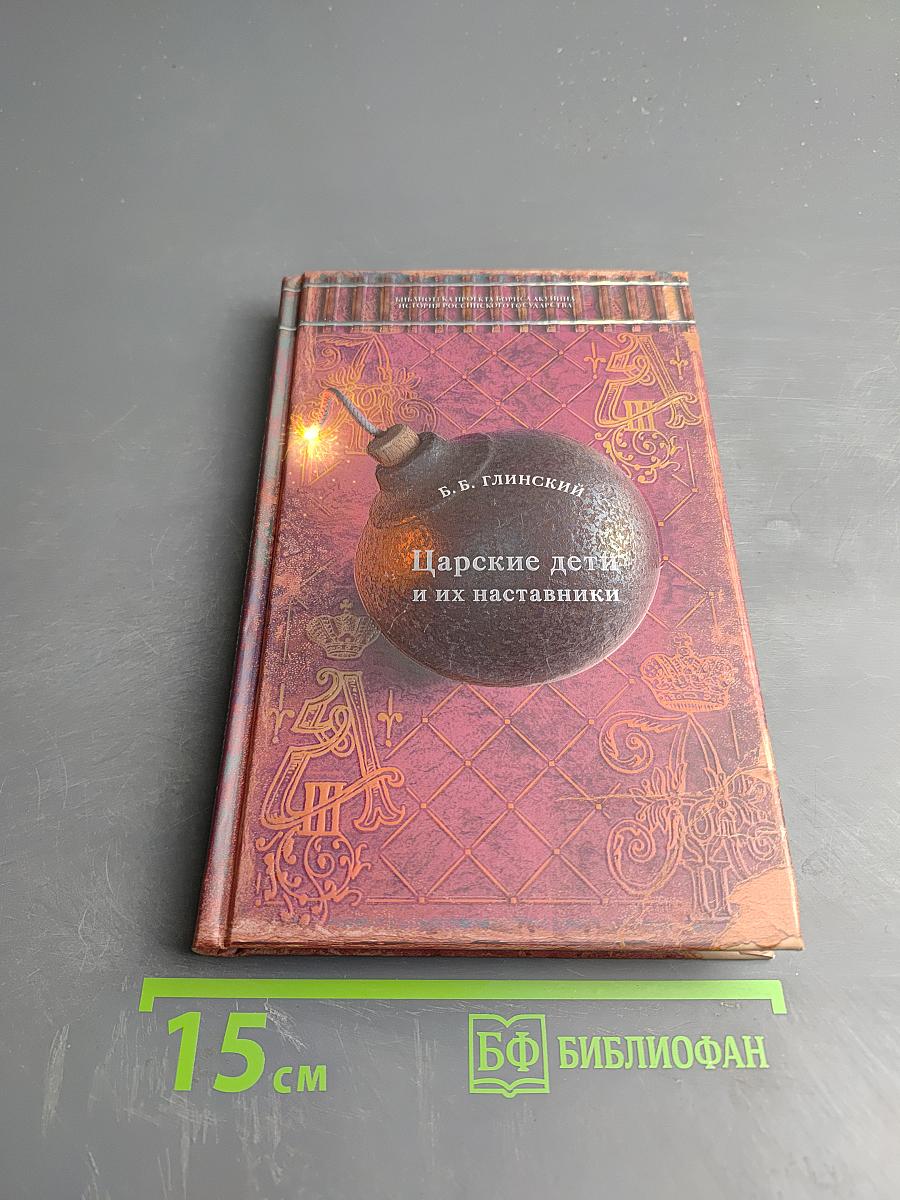 БИБЛИОТЕКА ПРОЕКТА БОРИСА АКУНИНА
ИСТОРИЯ РОССИЙСКОГО ГОСУДАРСТВА
Б. Б. ГЛИНСКИЙ
Царские дети
и их наставники
15 см
БФ БИБЛИОФАН